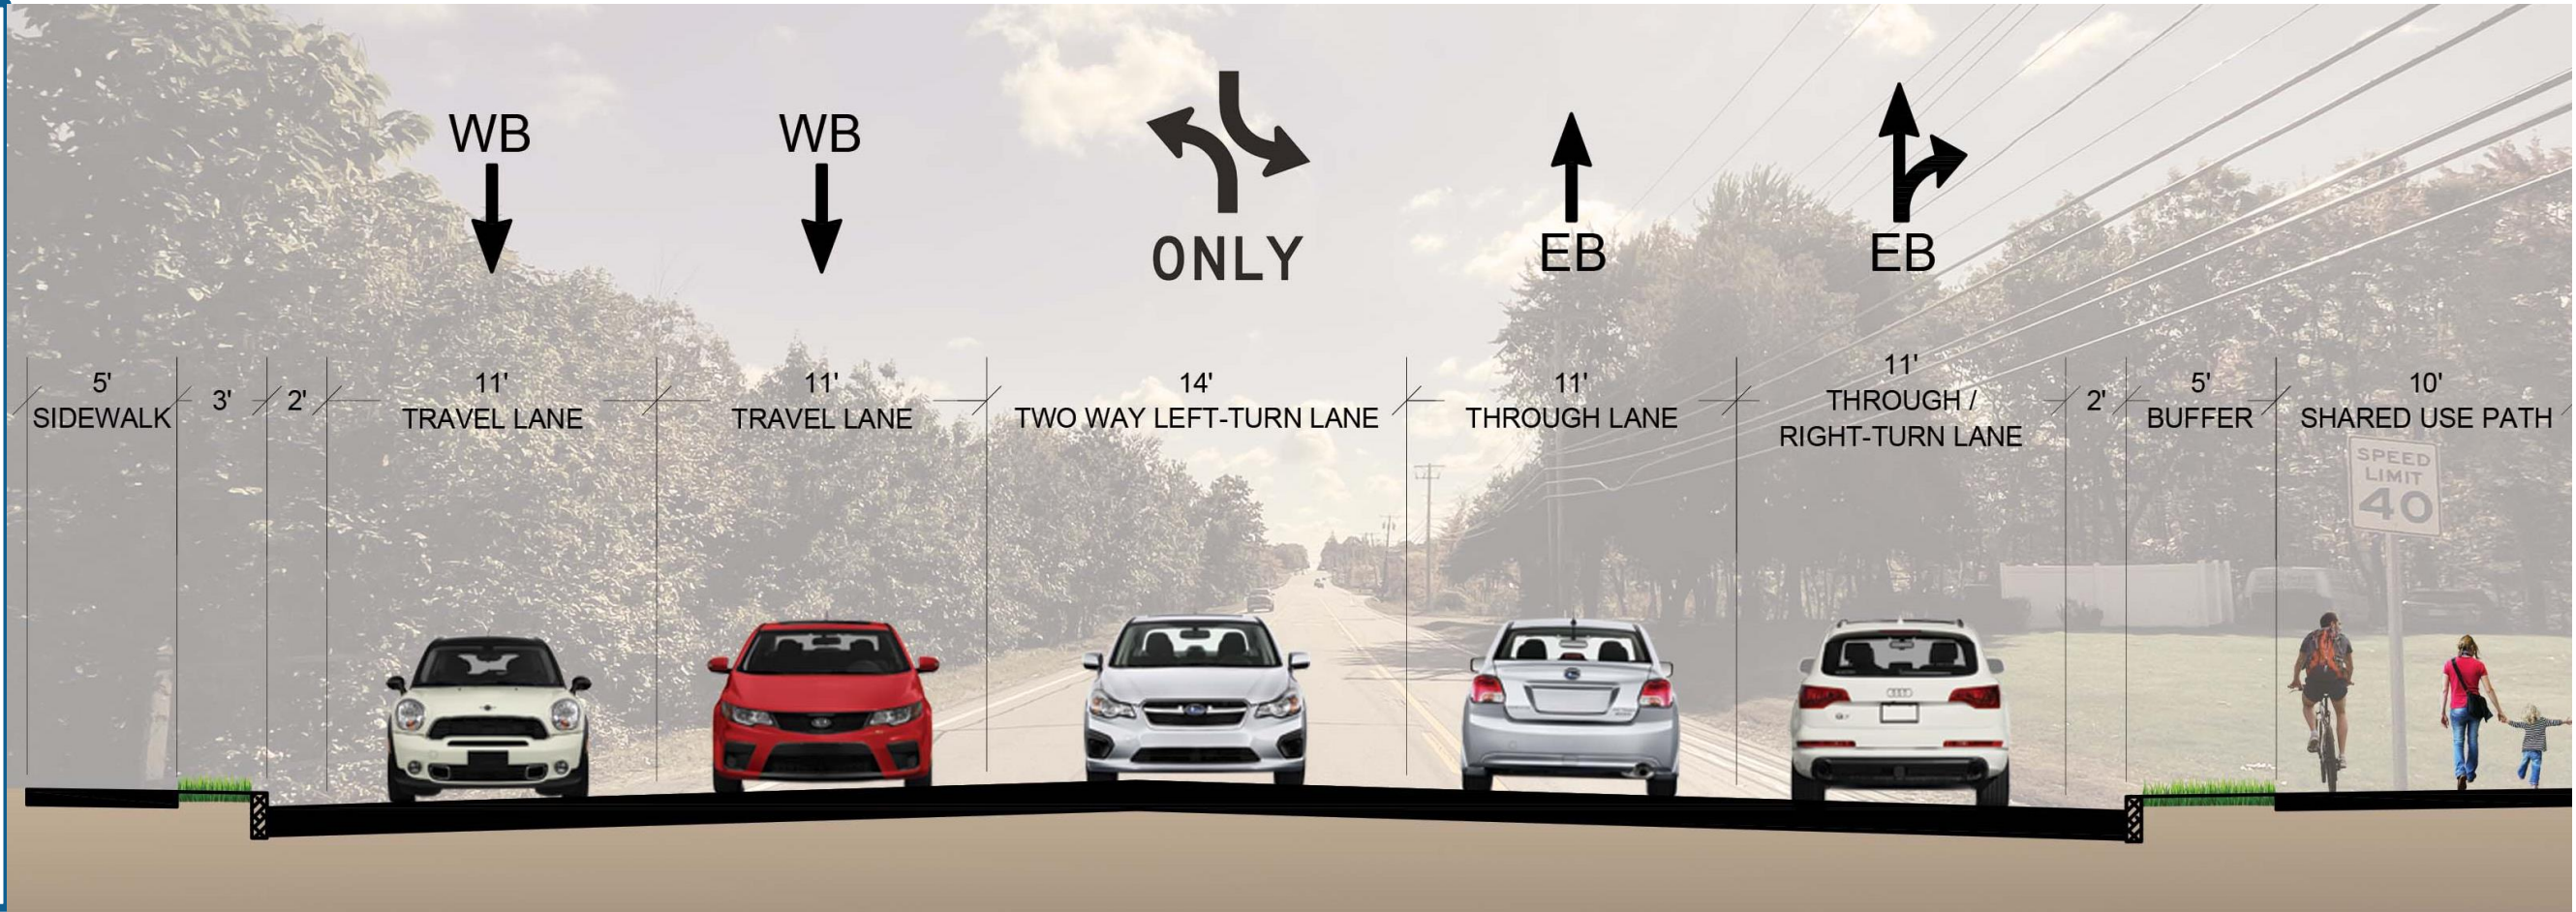 WB
WB
ONLY
EB
EB
5'
SIDEWALK
3'
2'
11'
TRAVEL LANE
11'
TRAVEL LANE
14'
TWO WAY LEFT-TURN LANE
11'
THROUGH LANE
11'
THROUGH /
RIGHT-TURN LANE
2'
5'
BUFFER
10'
SHARED USE PATH
SPEED
LIMIT
40